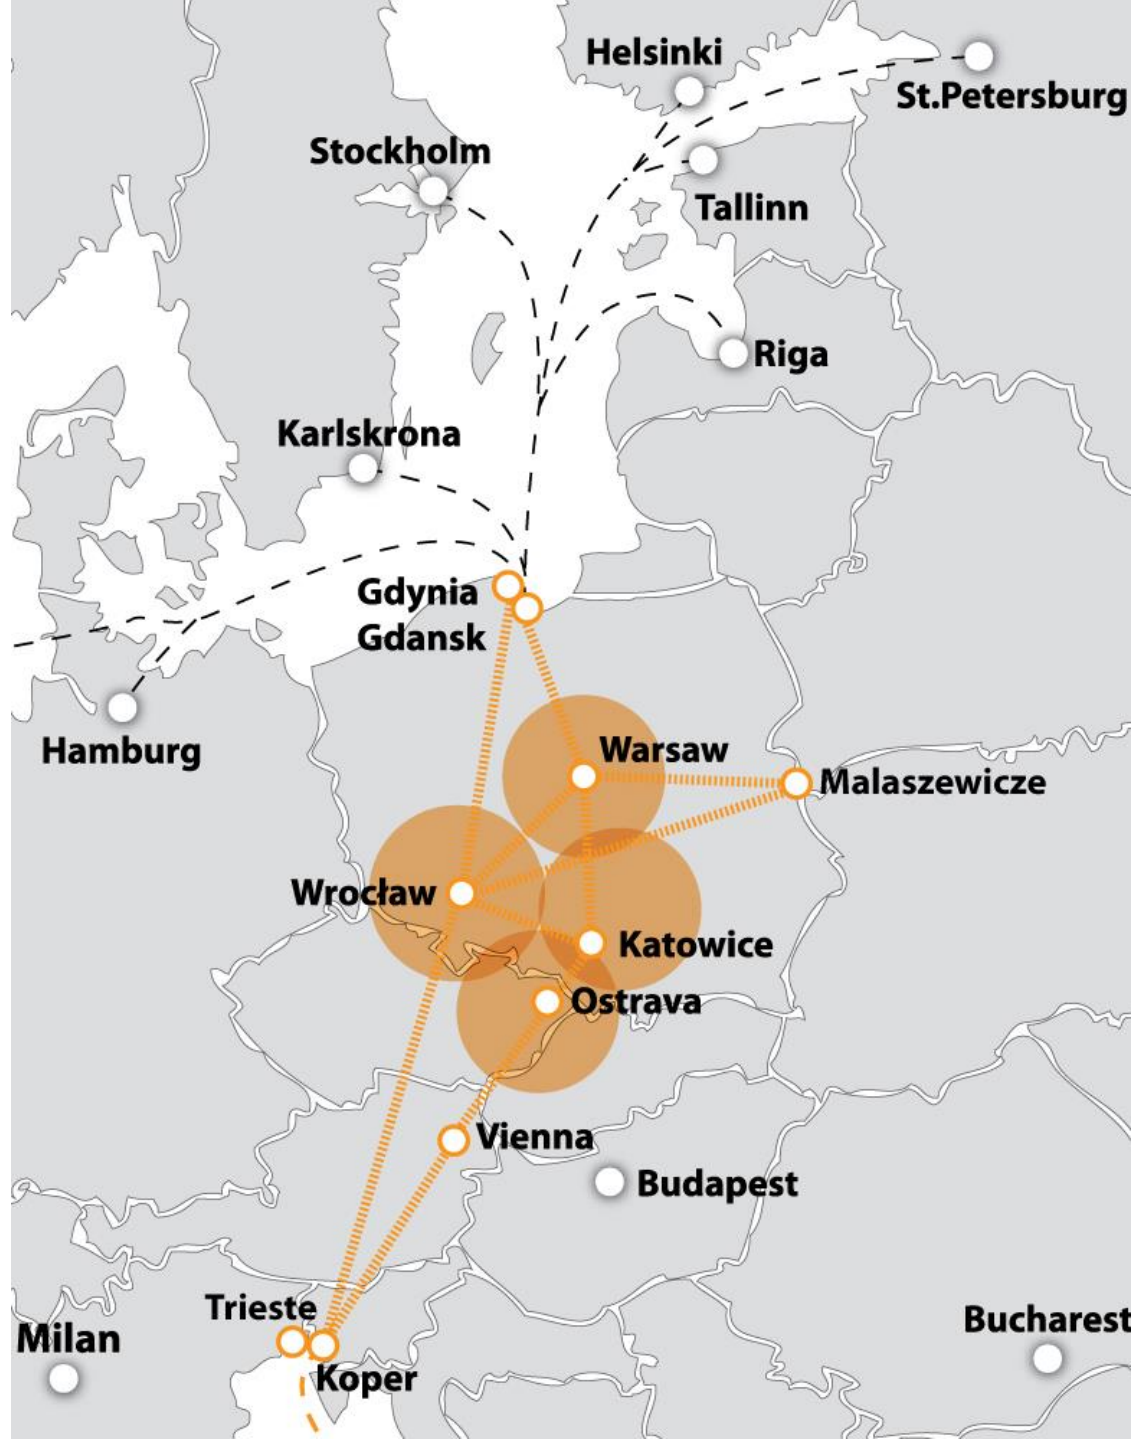 Helsinki
St.Petersburg
Stockholm
Tallinn
Riga
Karlskrona
Gdynia
Gdansk
Hamburg
Warsaw
Malaszewicze
Wrocław
Katowice
Ostrava
Vienna
Budapest
Trieste
Milan
Bucharest
Koper